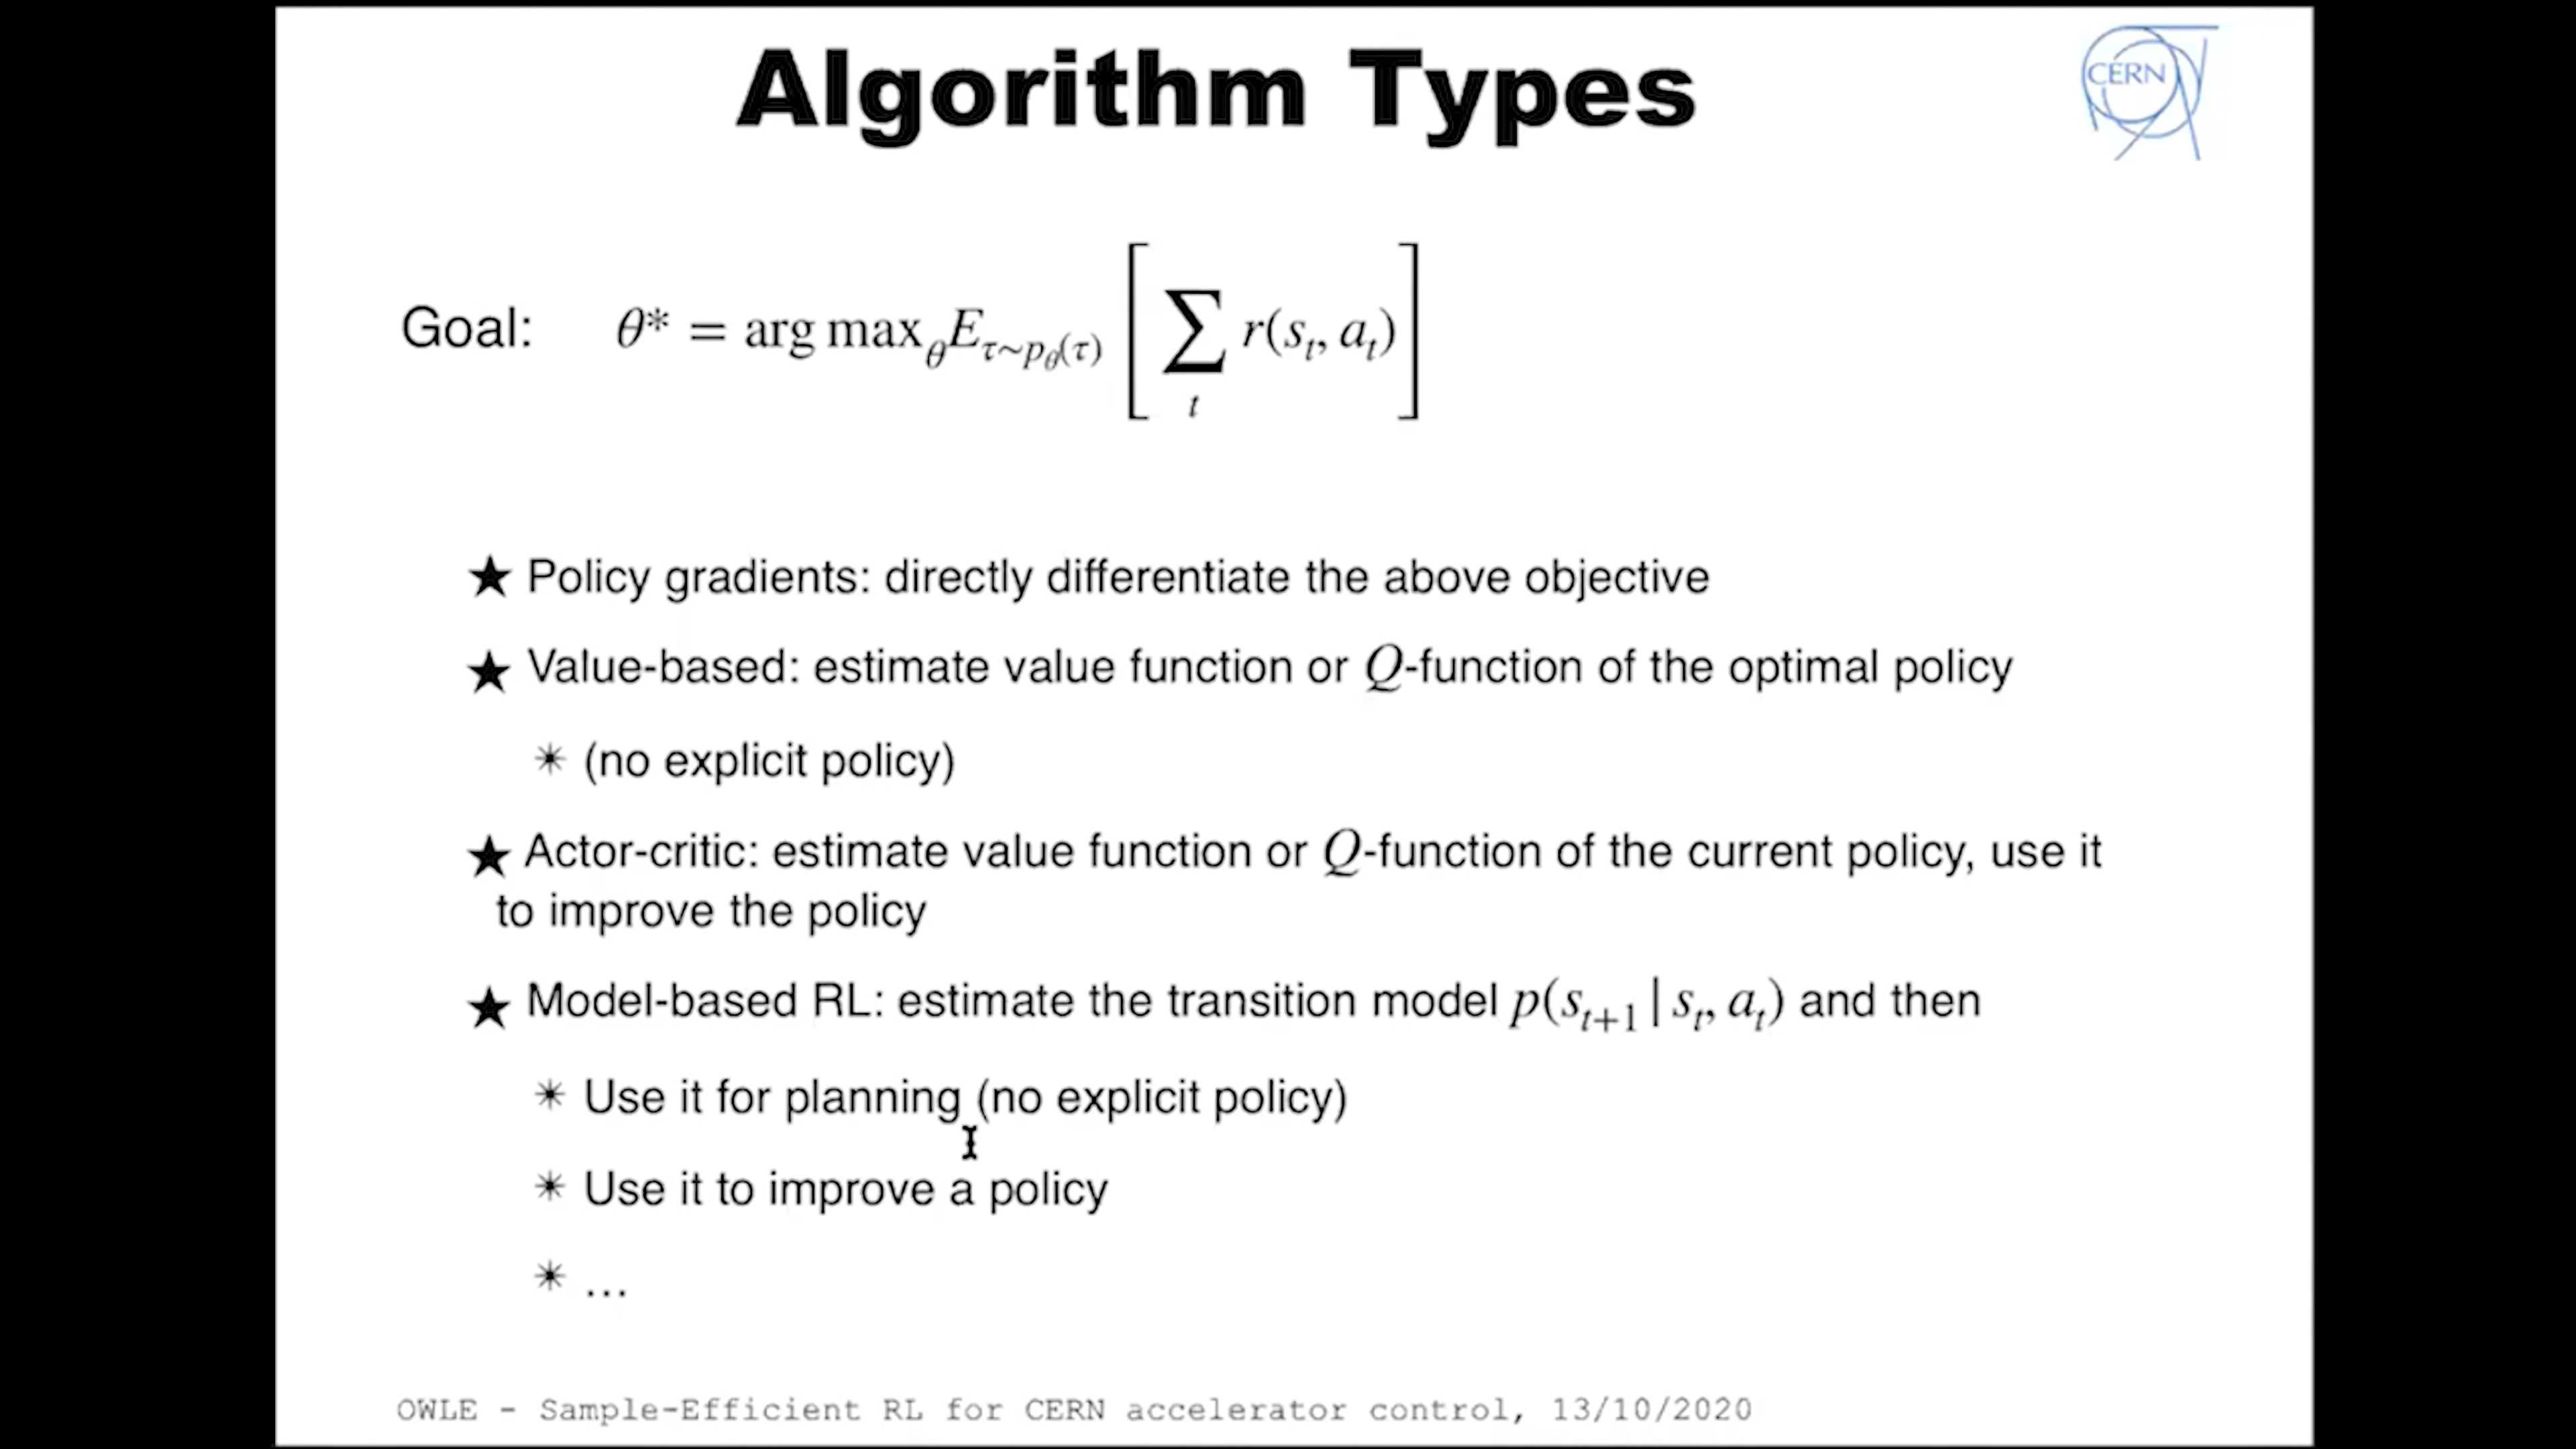 Algorithm Types
CERN
Goal: θ* = arg max_θ E_{τ∼p_θ(τ)} [ ∑_t r(s_t, a_t) ]
★ Policy gradients: directly differentiate the above objective
★ Value-based: estimate value function or Q-function of the optimal policy
✴ (no explicit policy)
★ Actor-critic: estimate value function or Q-function of the current policy, use it
to improve the policy
★ Model-based RL: estimate the transition model p(s_{t+1} | s_t, a_t) and then
✴ Use it for planning (no explicit policy)
✴ Use it to improve a policy
✴ …
OWLE - Sample-Efficient RL for CERN accelerator control, 13/10/2020